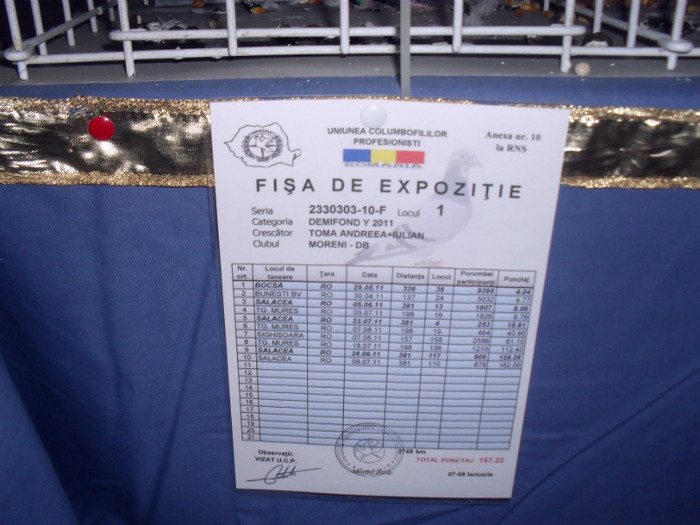 UNIUNEA COLUMBOFILILOR
PROFESIONISTI
Anexa nr. 10
la RNS
ROMANIA
FIŞA DE EXPOZIŢIE
Seria 2330303-10-F Locul 1
Categoria DEMIFOND Y 2011
Crescător TOMA ANDREEA+IULIAN
Clubul MORENI - DB
Nr. crt. Locul de lansare Ţara Data Distanţa Locul Porumbei participanţi Punctaj
1 BOCSA RO 29.05.11 336 38 9395 4.04
2 BUNESTI BV RO 30.04.11 137 24 5032 4.77
3 SALACEA RO 05.06.11 381 13 1607 8.09
4 TG. MURES RO 03.07.11 198 16 1826 8.76
5 SALACEA RO 23.07.11 381 4 253 15.81
6 TG. MURES RO 07.08.11 198 19 464 40.95
7 SIGHISOARA RO 07.05.11 157 158 2586 61.10
8 TG. MURES RO 18.07.11 198 136 1210 112.40
9 SALACEA RO 26.06.11 381 117 905
10 SALACEA RO 09.07.11 381 110 679 162.00
11
12
13
14
15
16
17
18
19
20
21
Observaţii: 2748 km
VIZAT U.C.P. TOTAL PUNCTAJ 157.22
07-08 Ianuarie